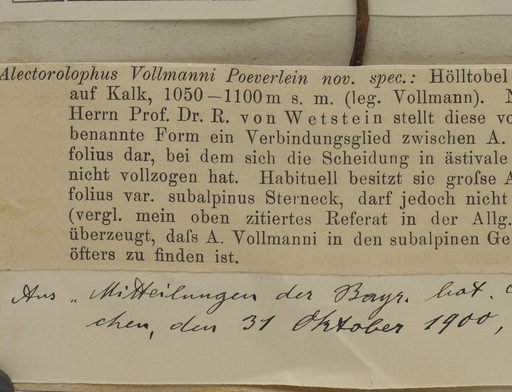 Alectorolophus Vollmanni Poeverlein nov. spec.: Hölltobel
auf Kalk, 1050–1100 m s. m. (leg. Vollmann). N
Herrn Prof. Dr. R. von Wetstein stellt diese vo
benannte Form ein Verbindungsglied zwischen A.
folius dar, bei dem sich die Scheidung in ästivale
nicht vollzogen hat. Habituell besitzt sie groſse A
folius var. subalpinus Sterneck, darf jedoch nicht
(vergl. mein oben zitiertes Referat in der Allg.
überzeugt, daſs A. Vollmanni in den subalpinen Ge
öfters zu finden ist.
Aus „Mitteilungen der Bayr. bot.
chen, den 31 Oktober 1900,